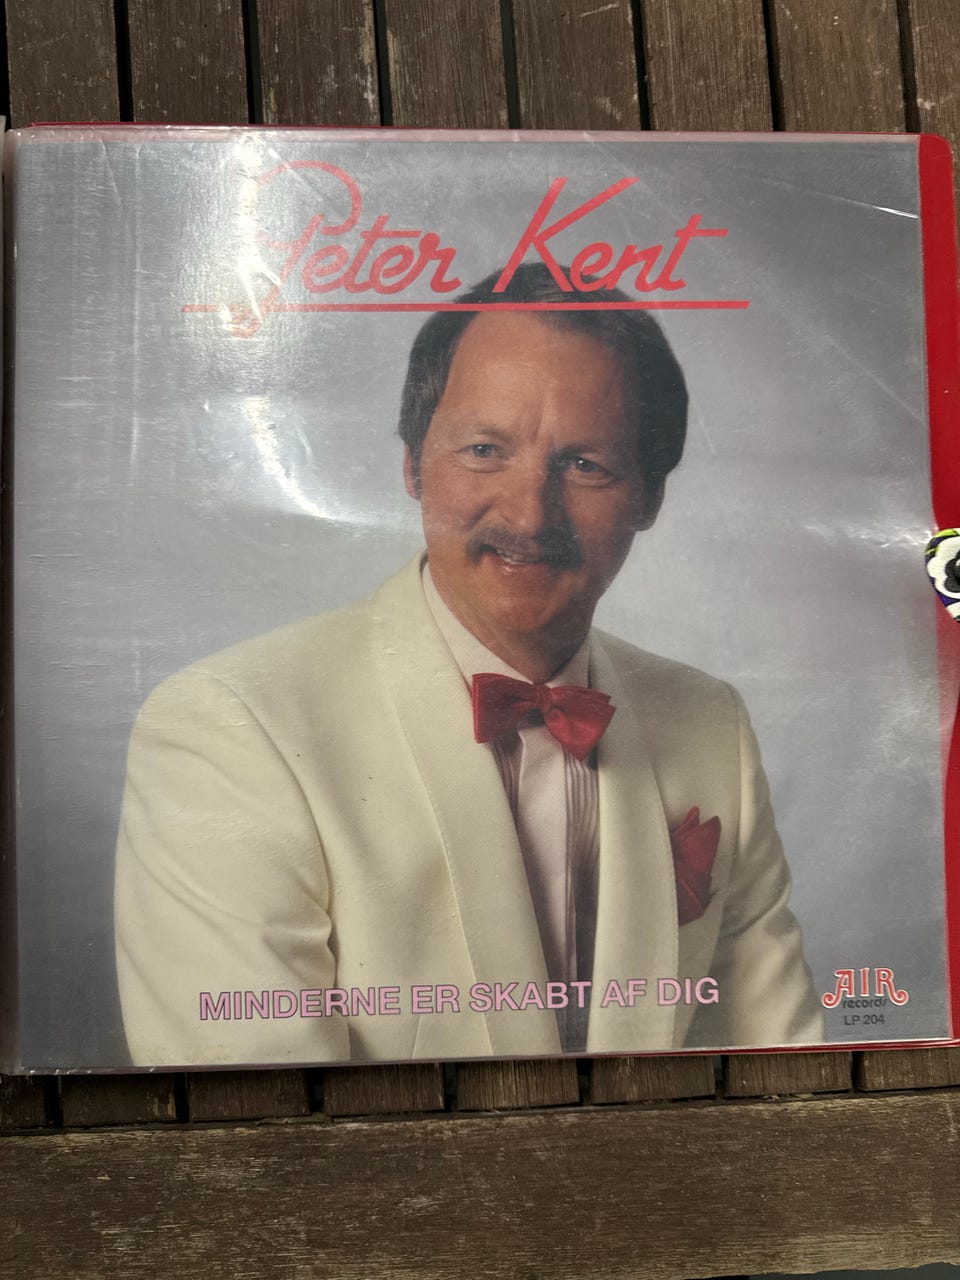 Peter Kent
MINDERNE ER SKABT AF DIG
AIR
records
LP 204